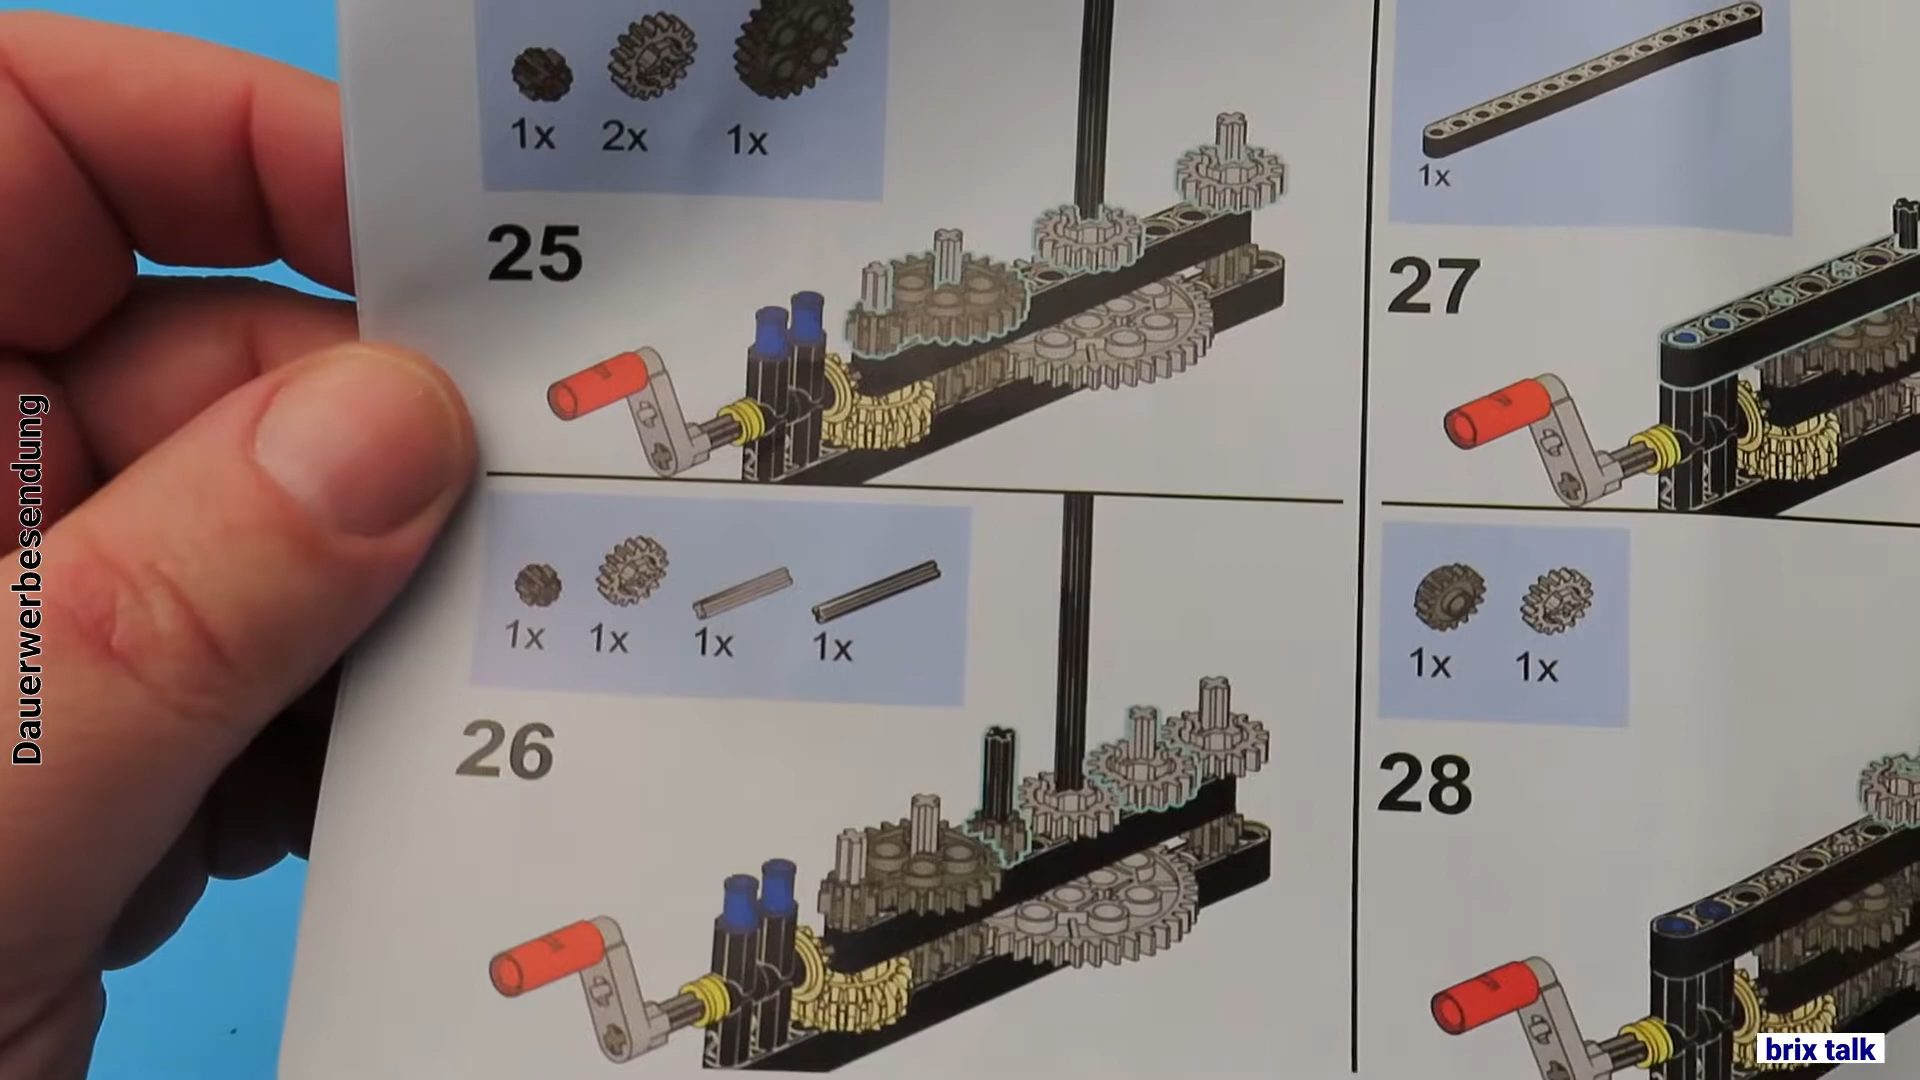 Dauerwerbesendung
1x 2x 1x
25
1x 1x 1x 1x
26
1x
27
1x 1x
28
brix talk